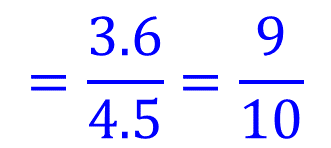 = 3.6/4.5 = 9/10